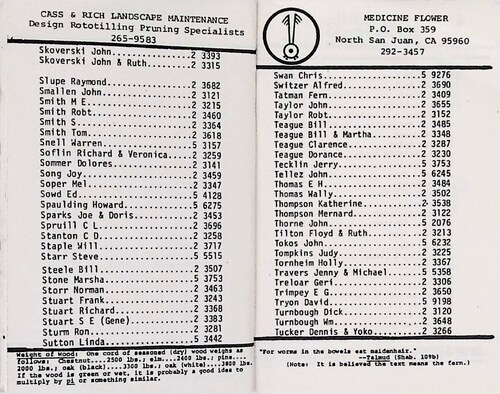 CASS & RICH LANDSCAPE MAINTENANCE
Design Rototilling Pruning Specialists
265-9583
Skoverski John..............2 3393
Skoverski John & Ruth.......2 3315
Slupe Raymond...............2 3682
Smallen John................2 3121
Smith M E...................2 3215
Smith Robt..................2 3460
Smith S.....................2 3364
Smith Tom...................2 3618
Snell Warren................5 3157
Soflin Richard & Veronica...2 3259
Sommer Dolores..............2 3141
Song Joy....................2 3459
Soper Mel...................2 3347
Sowd Ed.....................5 4128
Spaulding Howard............5 6275
Sparks Joe & Doris..........2 3453
Spruill C L.................2 3696
Stanton C D.................2 3258
Staple Will.................2 3717
Starr Steve.................5 5515
Steele Bill.................2 3507
Stone Marsha................5 3753
Storr Norman................2 3463
Stuart Frank................2 3243
Stuart Richard..............2 3368
Stuart S E (Gene)...........2 3383
Sturm Ron...................2 3281
Sutton Linda................5 3442
Weight of Wood: One cord of seasoned (dry) wood weighs as
follows: Chestnut....2500 lbs.; elm....2400 lbs.; pine....
2000 lbs.; oak (black)....3300 lbs.; oak (white)....3800 lbs.
If the wood is green or wet, it is probably a good idea to
multiply by pi or something similar.
MEDICINE FLOWER
P.O. Box 359
North San Juan, CA 95960
292-3457
Swan Chris..................5 9276
Switzer Alfred..............2 3690
Tatman Fern.................2 3409
Taylor John.................2 3655
Taylor Robt.................2 3152
Teague Bill.................2 3485
Teague Bill & Martha........2 3348
Teague Clarence.............2 3287
Teague Dorance..............2 3230
Tecklin Jerry...............2 3753
Tellez John.................5 6245
Thomas E H..................2 3484
Thomas Wally................2 3502
Thompson Katherine..........2 3538
Thompson Mernard............2 3122
Thorne John.................5 2076
Tilton Floyd & Ruth.........2 3213
Tokos John..................5 6232
Tompkins Judy...............2 3225
Tornheim Holly..............2 3367
Travers Jenny & Michael.....5 5358
Treloar Geri................2 3306
Trimpey E G.................2 3650
Tryon David.................5 9198
Turnbough Dick..............2 3120
Turnbough Wm................2 3648
Tucker Dennis & Yoko........2 3266
"For worms in the bowels eat maidenhair."
--Talmud (Shab. 109b)
(Note: It is believed the text means the fern.)